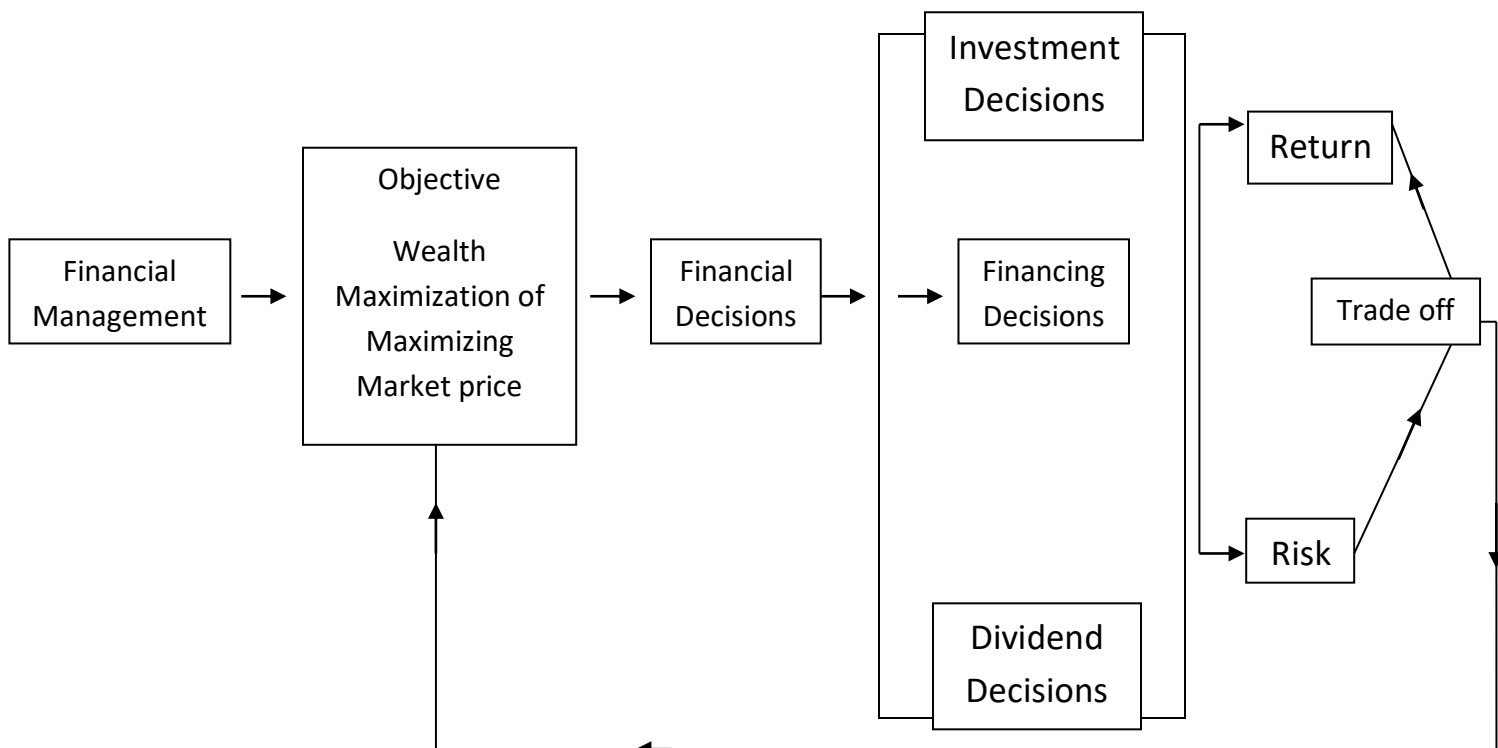 Financial
Management
Objective
Wealth
Maximization of
Maximizing
Market price
Financial
Decisions
Investment
Decisions
Financing
Decisions
Dividend
Decisions
Return
Trade off
Risk